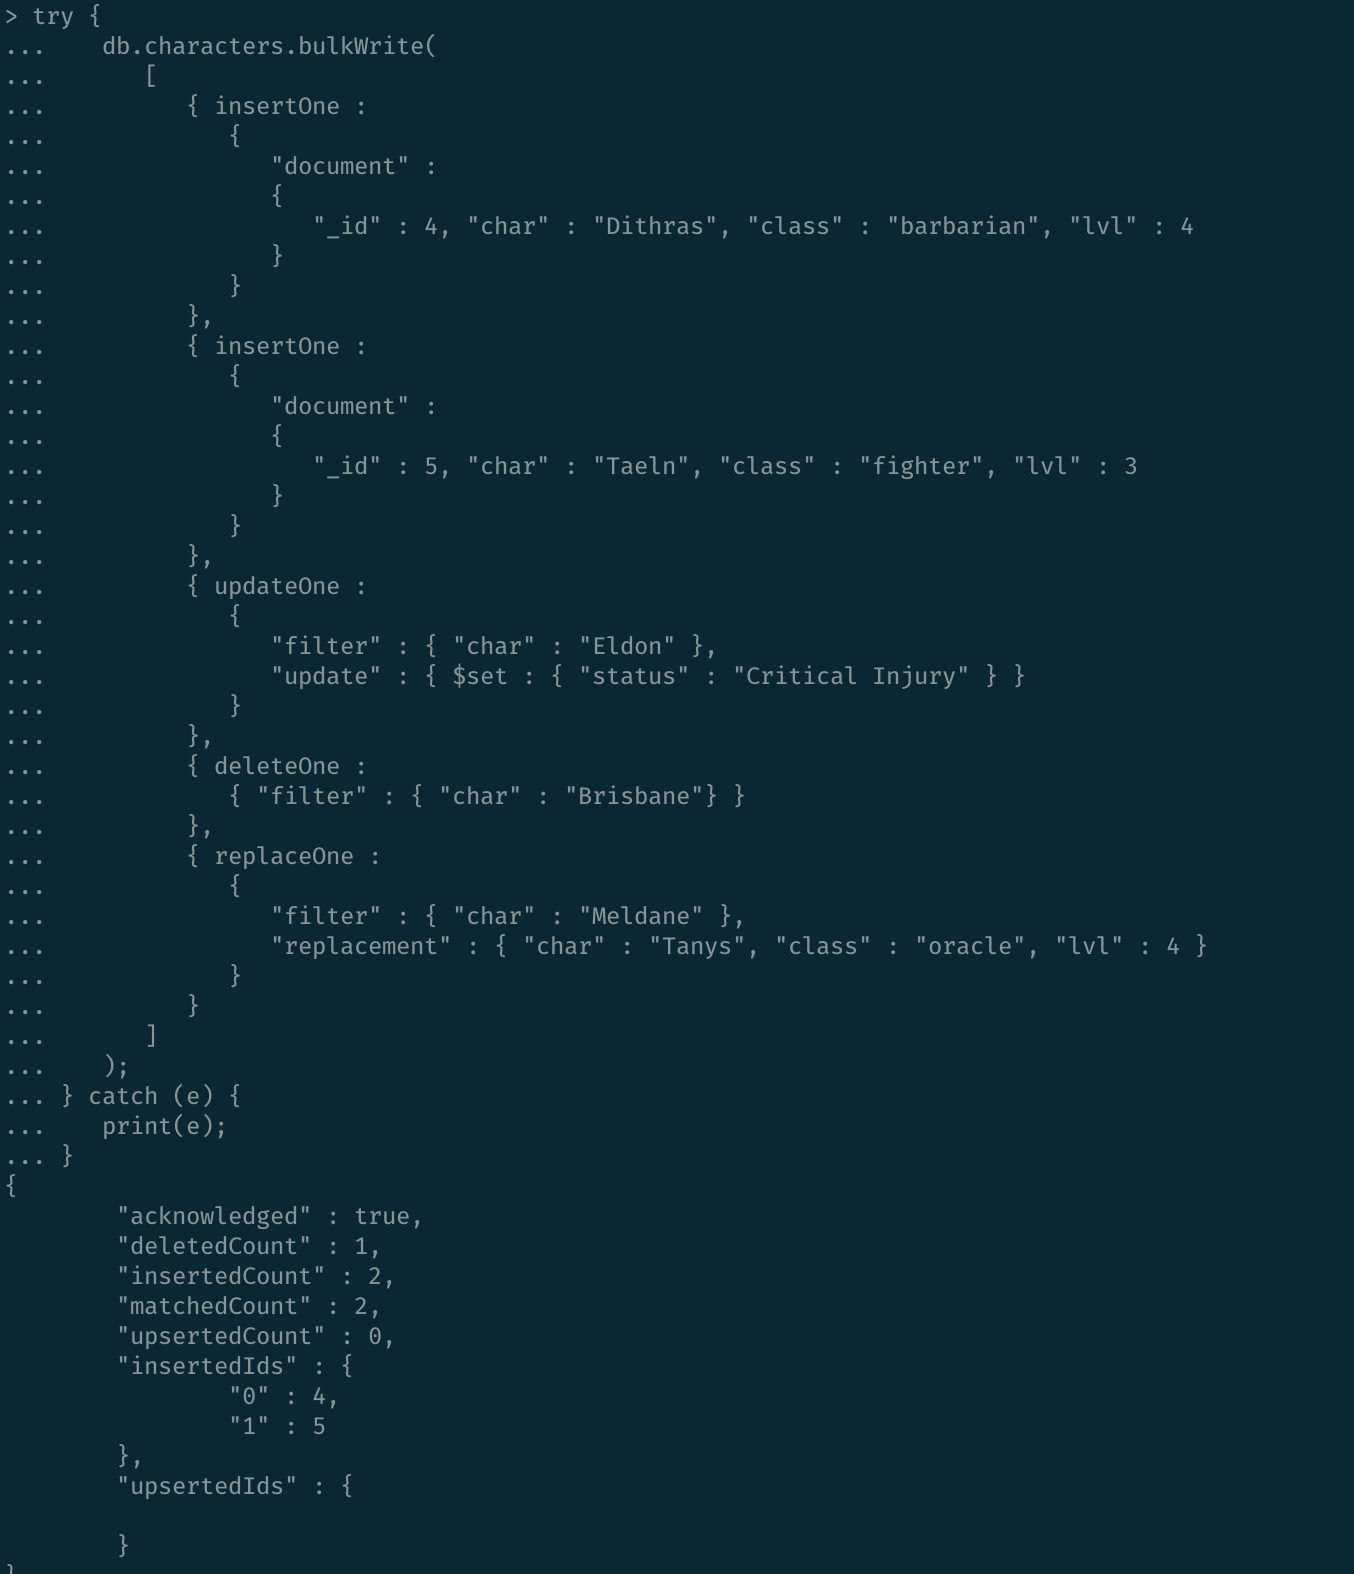 > try {
...    db.characters.bulkWrite(
...       [
...          { insertOne :
...             {
...                "document" :
...                {
...                   "_id" : 4, "char" : "Dithras", "class" : "barbarian", "lvl" : 4
...                }
...             }
...          },
...          { insertOne :
...             {
...                "document" :
...                {
...                   "_id" : 5, "char" : "Taeln", "class" : "fighter", "lvl" : 3
...                }
...             }
...          },
...          { updateOne :
...             {
...                "filter" : { "char" : "Eldon" },
...                "update" : { $set : { "status" : "Critical Injury" } }
...             }
...          },
...          { deleteOne :
...             { "filter" : { "char" : "Brisbane"} }
...          },
...          { replaceOne :
...             {
...                "filter" : { "char" : "Meldane" },
...                "replacement" : { "char" : "Tanys", "class" : "oracle", "lvl" : 4 }
...             }
...          }
...       ]
...    );
... } catch (e) {
...    print(e);
... }
{
        "acknowledged" : true,
        "deletedCount" : 1,
        "insertedCount" : 2,
        "matchedCount" : 2,
        "upsertedCount" : 0,
        "insertedIds" : {
                "0" : 4,
                "1" : 5
        },
        "upsertedIds" : {

        }
}